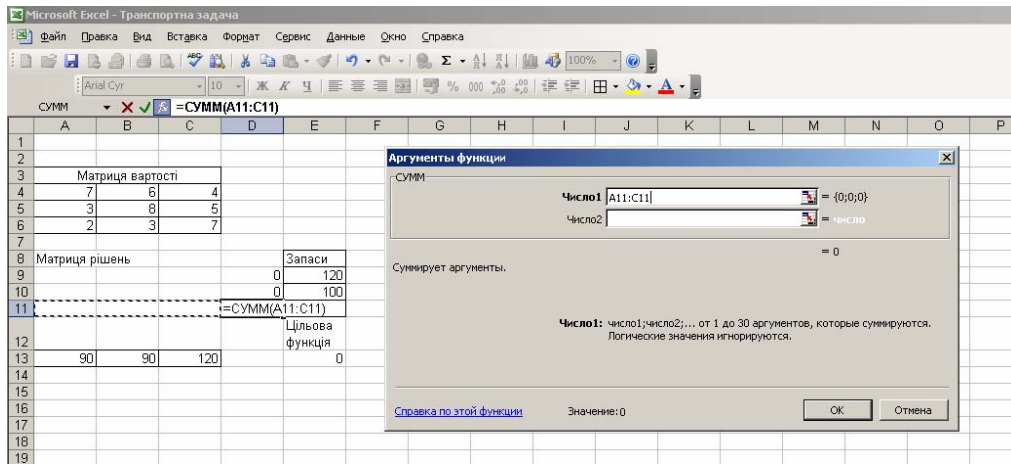 Microsoft Excel - Транспортна задача
Файл Правка Вид Вставка Формат Сервис Данные Окно Справка
100%
Arial Cyr 10 Ж К Ч % 000
СУММ =СУММ(A11:C11)
A B C D E F G H I J K L M N O P
1
2
3 Матриця вартості
4 7 6 4
5 3 8 5
6 2 3 7
7
8 Матриця рішень Запаси
9 0 120
10 0 100
11 =СУММ(A11:C11)
12 Цільова функція
13 90 90 120 0
14
15
16
17
18
19
Аргументы функции
СУММ
Число1 A11:C11 = {0;0;0}
Число2 = число
= 0
Суммирует аргументы.
Число1: число1;число2;... от 1 до 30 аргументов, которые суммируются.
Логические значения игнорируются.
Справка по этой функции Значение:0 OK Отмена